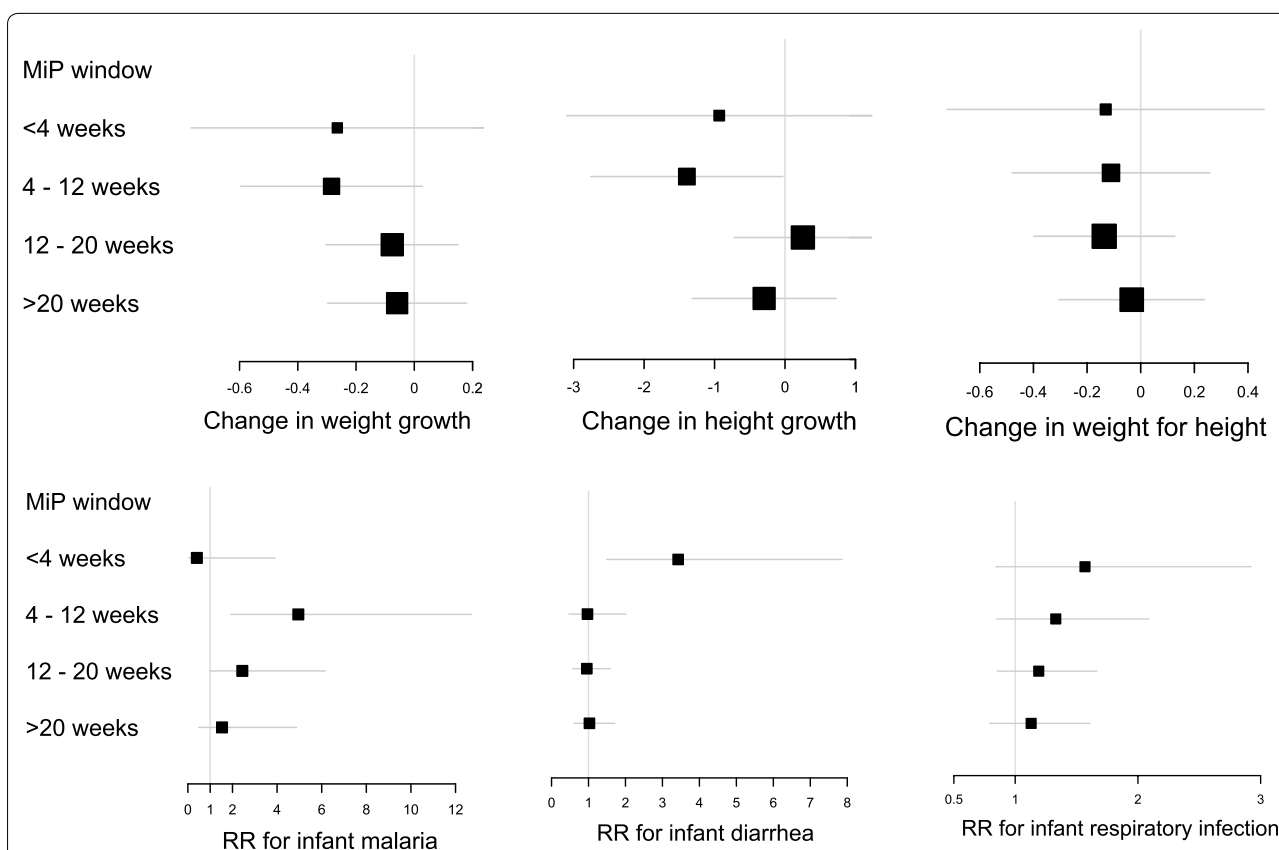 MiP window
<4 weeks
4 - 12 weeks
12 - 20 weeks
>20 weeks
-0.6 -0.4 -0.2 0 0.2
Change in weight growth
-3 -2 -1 0 1
Change in height growth
-0.6 -0.4 -0.2 0 0.2 0.4
Change in weight for height
MiP window
<4 weeks
4 - 12 weeks
12 - 20 weeks
>20 weeks
0 1 2 4 6 8 10 12
RR for infant malaria
0 1 2 3 4 5 6 7 8
RR for infant diarrhea
0.5 1 2 3
RR for infant respiratory infection